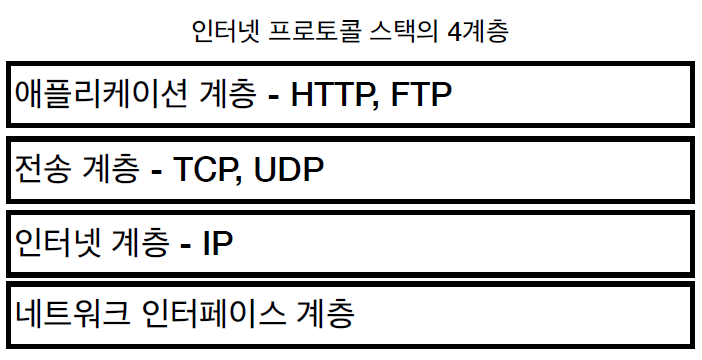 인터넷 프로토콜 스택의 4계층
애플리케이션 계층 - HTTP, FTP
전송 계층 - TCP, UDP
인터넷 계층 - IP
네트워크 인터페이스 계층